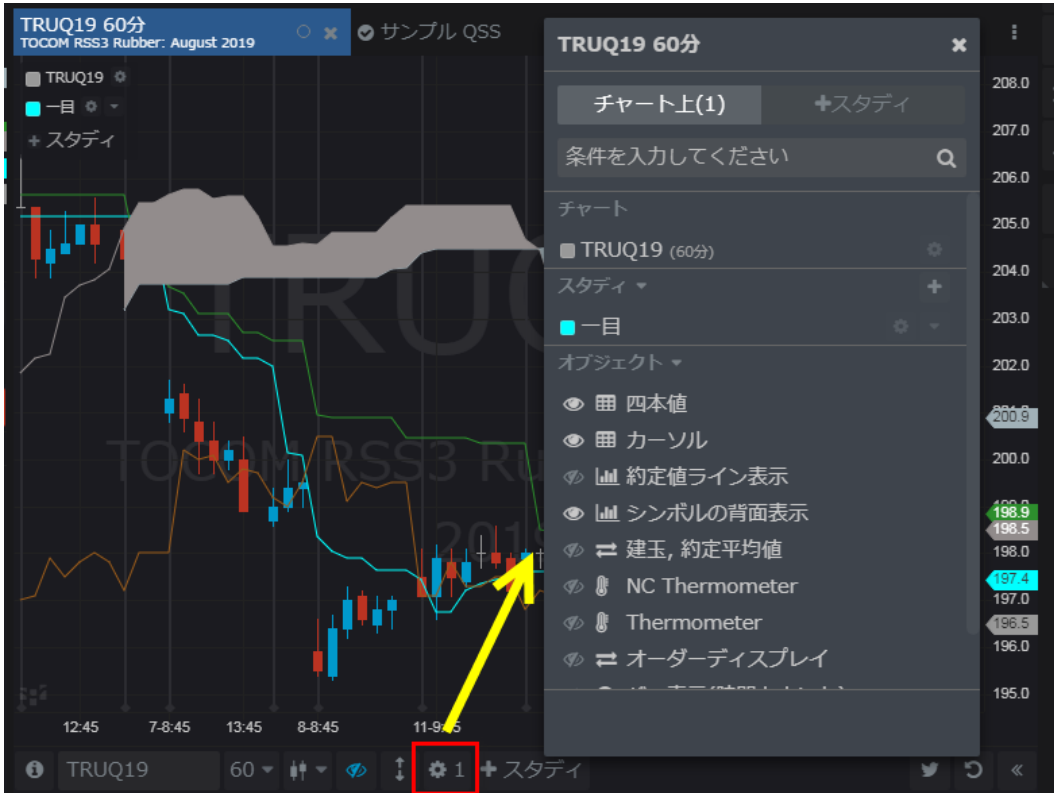 TRUQ19 60分
TOCOM RSS3 Rubber: August 2019
サンプル QSS
TRUQ19
一目
+ スタディ
TRUQ19 60分
チャート上(1)
+スタディ
条件を入力してください
チャート
TRUQ19 (60分)
スタディ
一目
オブジェクト
四本値
カーソル
約定値ライン表示
シンボルの背面表示
建玉, 約定平均値
NC Thermometer
Thermometer
オーダーディスプレイ
208.0
207.0
206.0
205.0
204.0
203.0
202.0
200.9
200.0
198.9
198.5
198.0
197.4
197.0
196.5
196.0
195.0
TOCOM RSS3 Ru
12:45
7-8:45
13:45
8-8:45
TRUQ19
60
1
+ スタディ